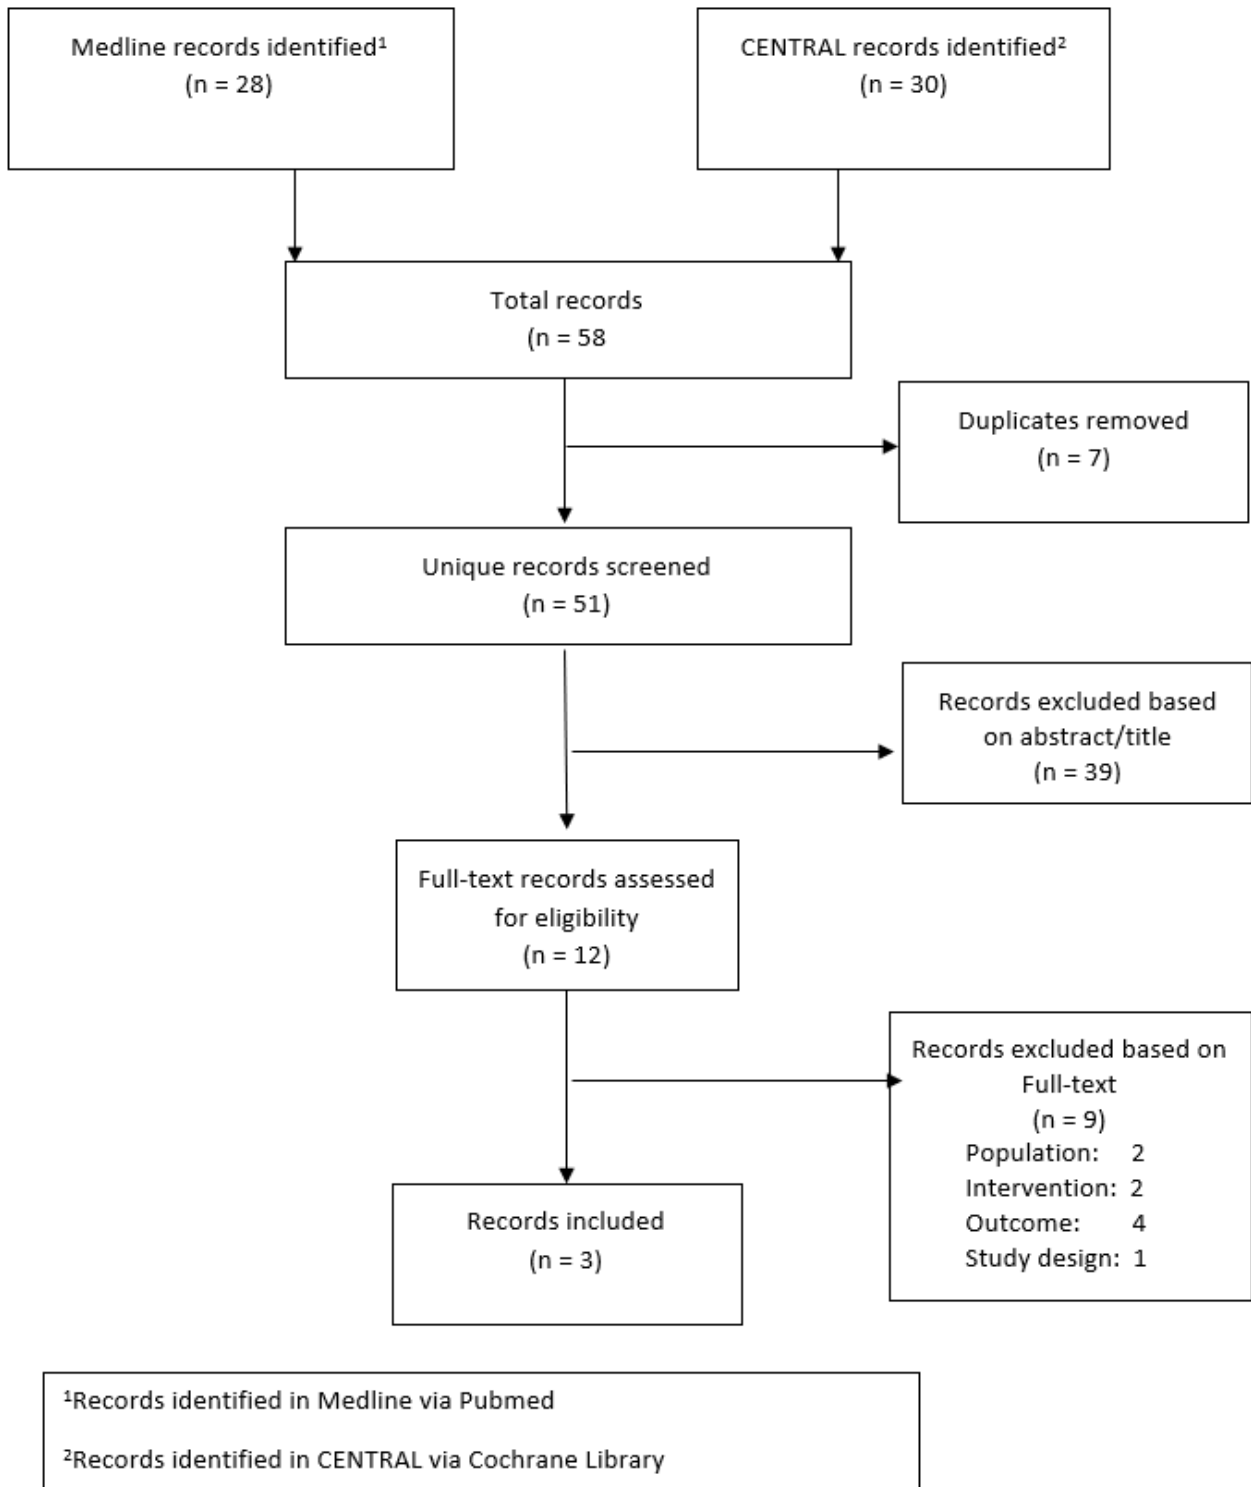 Medline records identified¹
(n = 28)
CENTRAL records identified²
(n = 30)
Total records
(n = 58
Duplicates removed
(n = 7)
Unique records screened
(n = 51)
Records excluded based
on abstract/title
(n = 39)
Full-text records assessed
for eligibility
(n = 12)
Records excluded based on
Full-text
(n = 9)
Population: 2
Intervention: 2
Outcome: 4
Study design: 1
Records included
(n = 3)
¹Records identified in Medline via Pubmed
²Records identified in CENTRAL via Cochrane Library